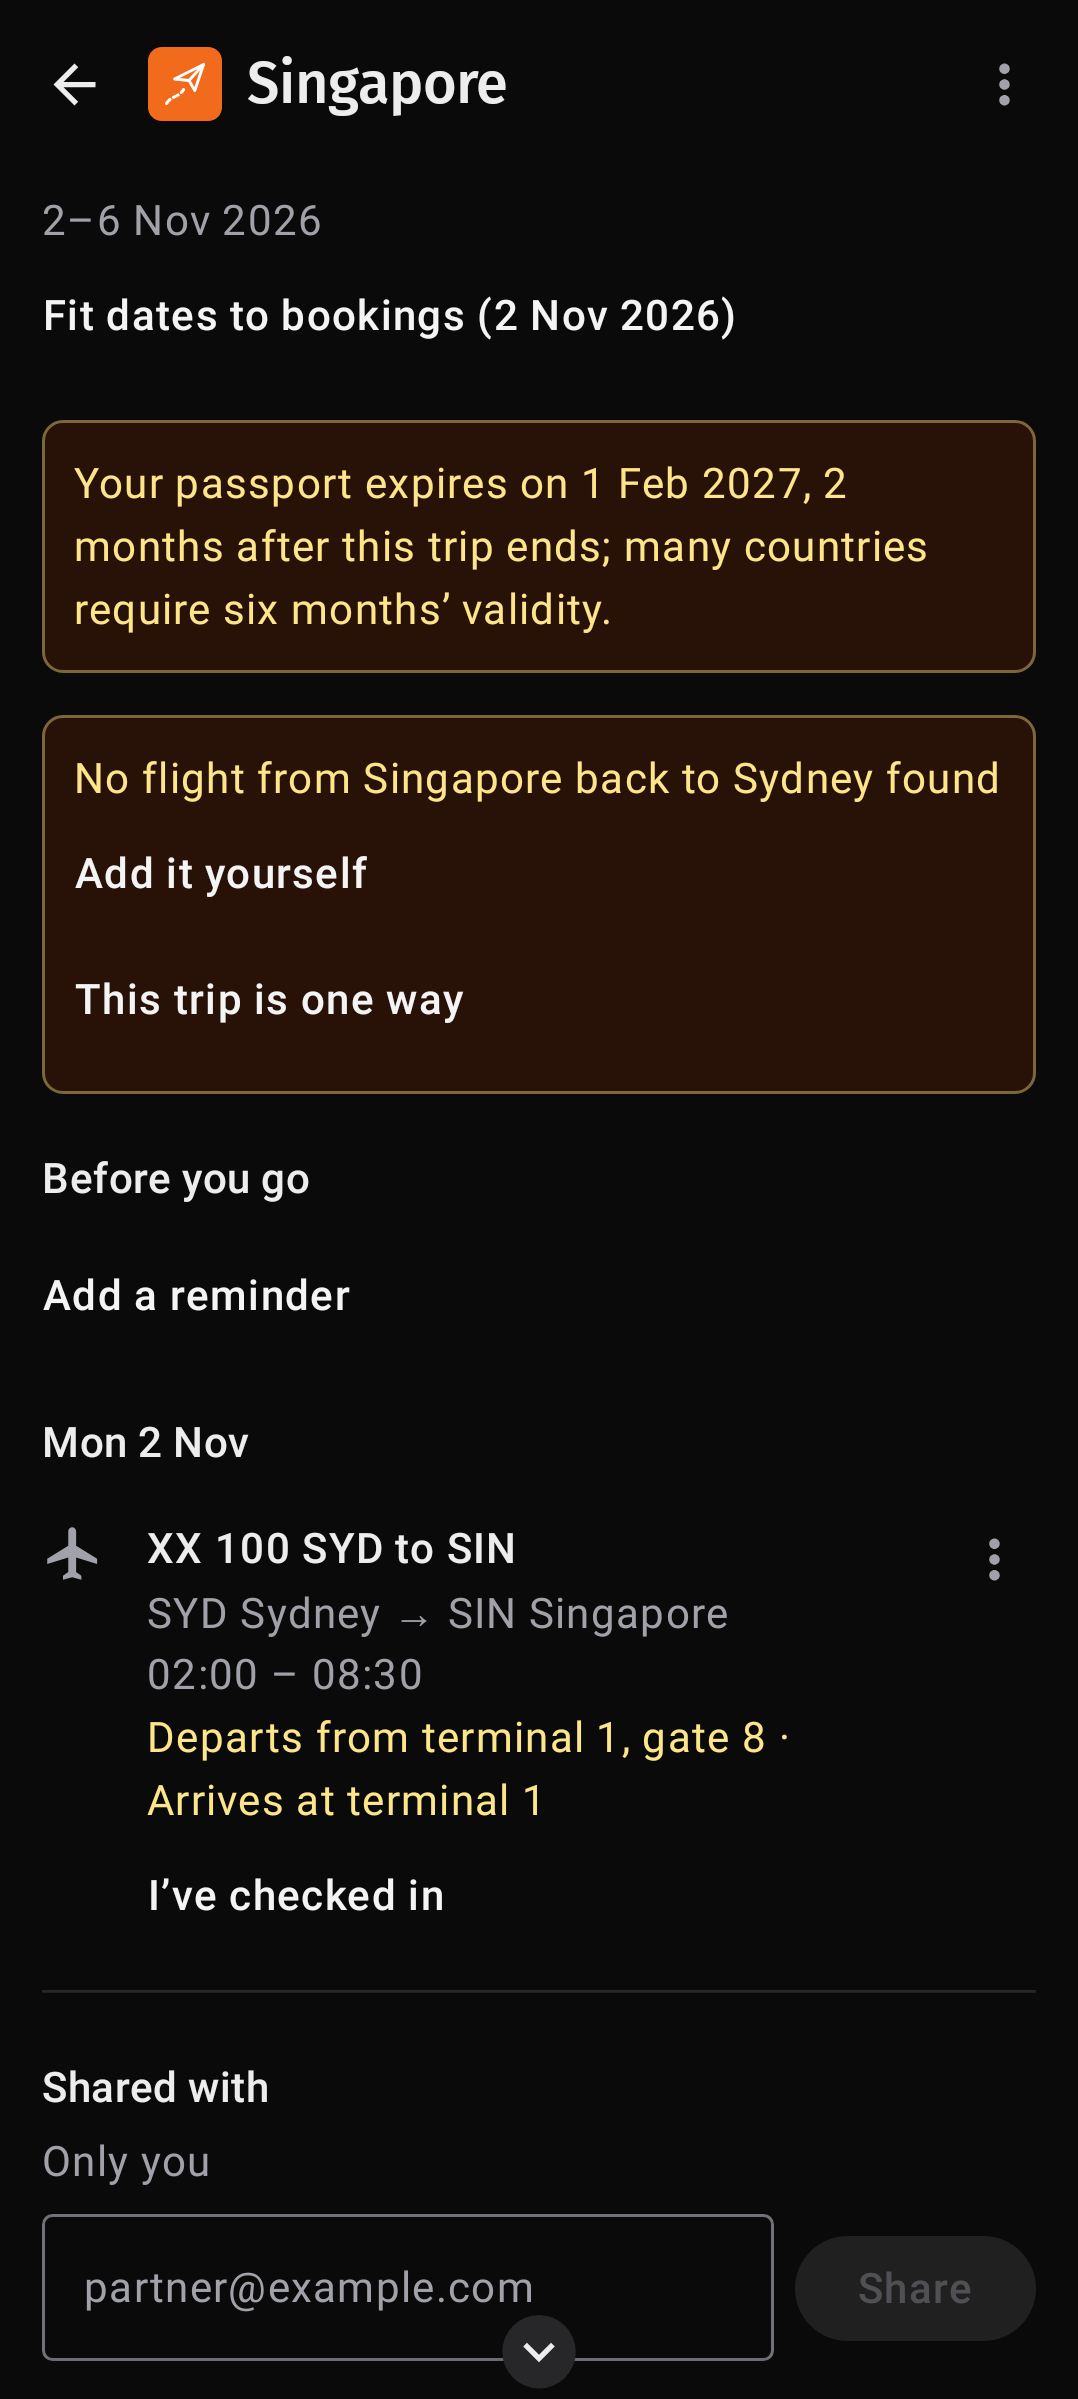 Singapore
2–6 Nov 2026
Fit dates to bookings (2 Nov 2026)
Your passport expires on 1 Feb 2027, 2
months after this trip ends; many countries
require six months’ validity.
No flight from Singapore back to Sydney found
Add it yourself
This trip is one way
Before you go
Add a reminder
Mon 2 Nov
XX 100 SYD to SIN
SYD Sydney → SIN Singapore
02:00 – 08:30
Departs from terminal 1, gate 8 ·
Arrives at terminal 1
I’ve checked in
Shared with
Only you
partner@example.com
Share